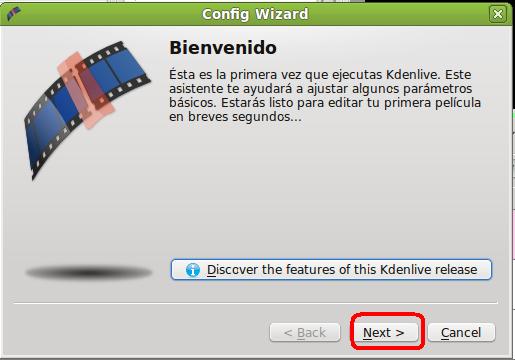 Config Wizard
Bienvenido
Ésta es la primera vez que ejecutas Kdenlive. Este
asistente te ayudará a ajustar algunos parámetros
básicos. Estarás listo para editar tu primera película
en breves segundos...
Discover the features of this Kdenlive release
< Back
Next >
Cancel